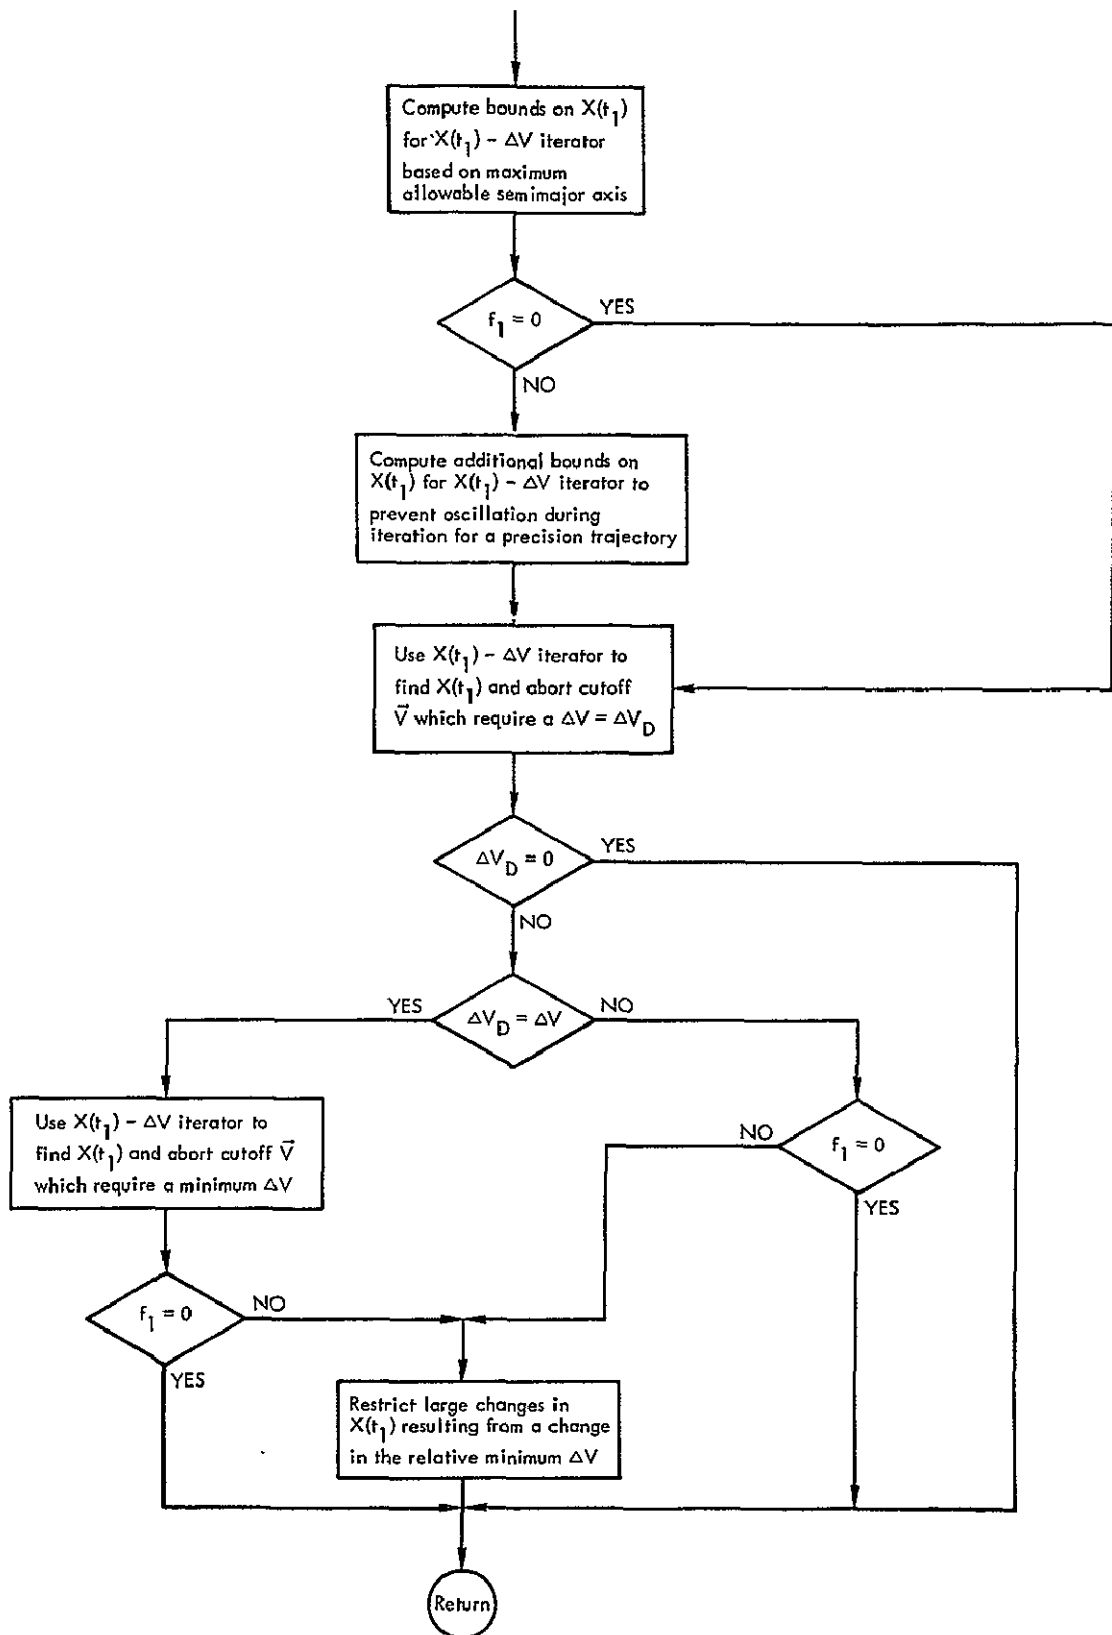 Compute bounds on X(t₁)
for X(t₁) – ΔV iterator
based on maximum
allowable semimajor axis
f₁ = 0
YES
NO
Compute additional bounds on
X(t₁) for X(t₁) – ΔV iterator to
prevent oscillation during
iteration for a precision trajectory
Use X(t₁) – ΔV iterator to
find X(t₁) and abort cutoff
V⃗ which require a ΔV = ΔV_D
ΔV_D = 0
YES
NO
YES
ΔV_D = ΔV
NO
Use X(t₁) – ΔV iterator to
find X(t₁) and abort cutoff V⃗
which require a minimum ΔV
NO
f₁ = 0
YES
f₁ = 0
NO
YES
Restrict large changes in
X(t₁) resulting from a change
in the relative minimum ΔV
Return